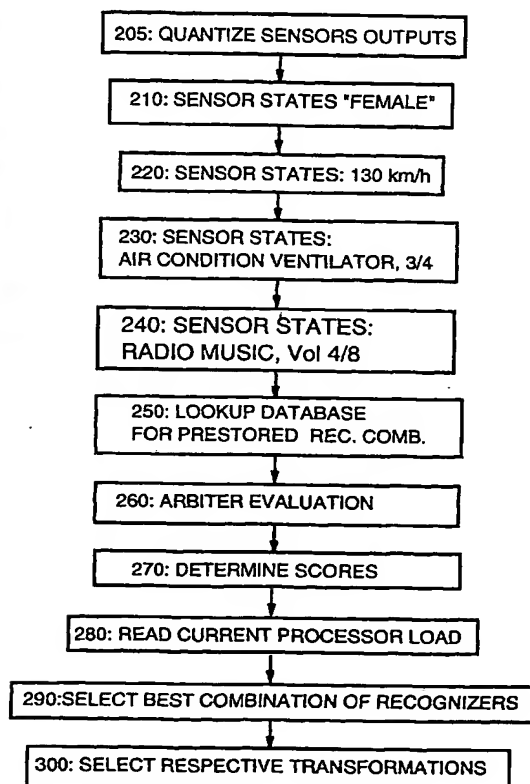 205: QUANTIZE SENSORS OUTPUTS
210: SENSOR STATES "FEMALE"
220: SENSOR STATES: 130 km/h
230: SENSOR STATES:
AIR CONDITION VENTILATOR, 3/4
240: SENSOR STATES:
RADIO MUSIC, Vol 4/8
250: LOOKUP DATABASE
FOR PRESTORED REC. COMB.
260: ARBITER EVALUATION
270: DETERMINE SCORES
280: READ CURRENT PROCESSOR LOAD
290:SELECT BEST COMBINATION OF RECOGNIZERS
300: SELECT RESPECTIVE TRANSFORMATIONS